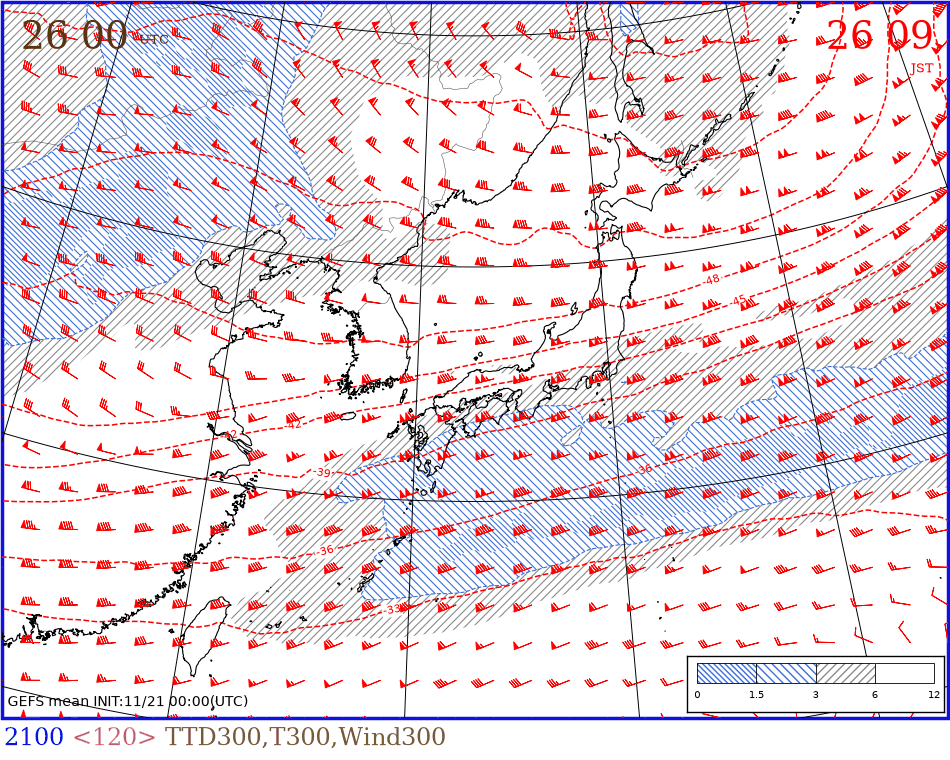 26 00 UTC
26 09
JST
-48
-45
-42
-42
-39
-36
-36
-33
GEFS mean INIT:11/21 00:00(UTC)
0 1.5 3 6 12
2100 <120> TTD300,T300,Wind300